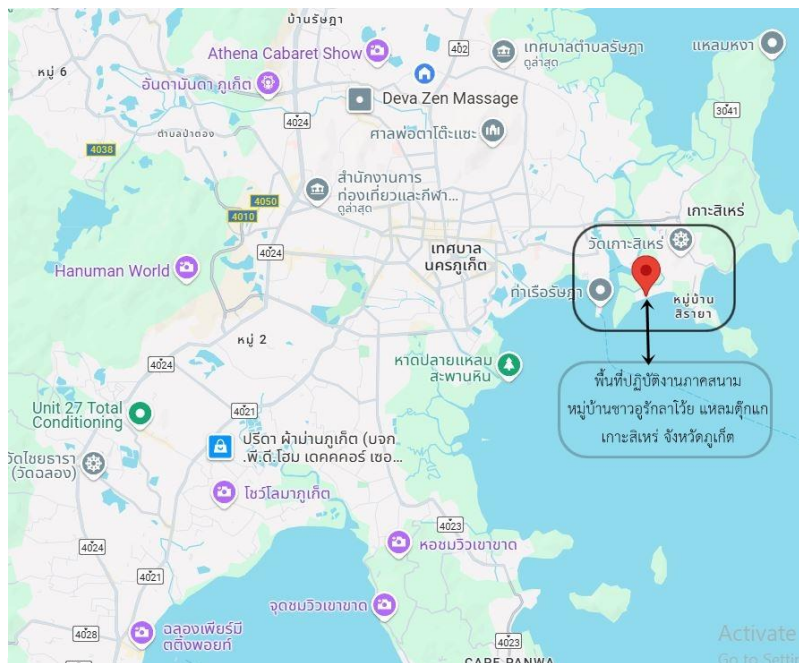 บ้านรัษฎา
Athena Cabaret Show
402
เทศบาลตำบลรัษฎา
ดูล่าสุด
แหลมหงา
หมู่ 6
อันดามันดา ภูเก็ต
Deva Zen Massage
3041
4024
ตำบลป่าตอง
ศาลพ่อตาโต๊ะแซะ
4038
สำนักงานการ
ท่องเที่ยวและกีฬา...
ดูล่าสุด
4050
4010
เกาะสิเหร่
วัดเกาะสิเหร่
4024
เทศบาล
นครภูเก็ต
Hanuman World
ท่าเรือรัษฎา
หมู่บ้าน
สิรายา
หมู่ 2
4024
หาดปลายแหลม
สะพานหิน
พื้นที่ปฏิบัติงานภาคสนาม
หมู่บ้านชาวอูรักลาโว้ย แหลมตุ๊กแก
เกาะสิเหร่ จังหวัดภูเก็ต
Unit 27 Total
Conditioning
4021
ปรีดา ผ้าม่านภูเก็ต (บจก
.พี.ดี.โฮม เดคคคอร์ เซอ...
วัดไชยธาราราม
(วัดฉลอง)
โชว์โลมาภูเก็ต
4023
หอชมวิวเขาขาด
4024
4021
จุดชมวิวเขาขาด
4028
ฉลองเพียร์มี
ตติ้งพอยท์
4023
Activate
Go to Settin
CAPE PANWA